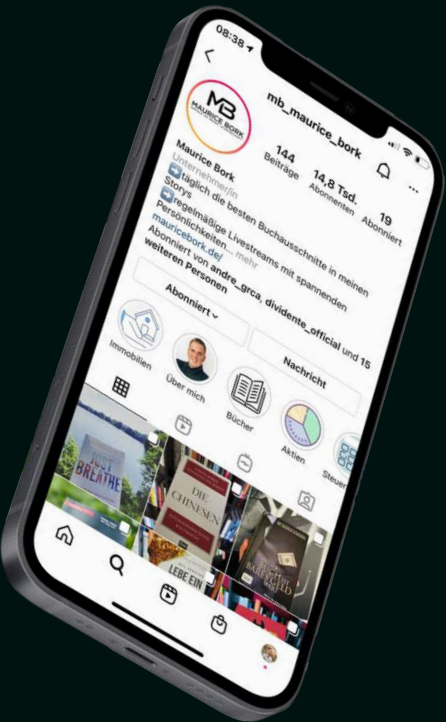 08:38
mb_maurice_bork
MB
MAURICE BORK
144
Beiträge
14,8 Tsd.
Abonnenten
19
Abonniert
Maurice Bork
Unternehmer/in
täglich die besten Buchausschnitte in meinen
Storys
regelmäßige Livestreams mit spannenden
Persönlichkeiten... mehr
mauricebork.de/
Abonniert von andre_grca, dividente_official und 15
weiteren Personen
Abonniert
Nachricht
Immobilien
Über mich
Bücher
Aktien
Steuer
JUST
BREATHE
DIE
CHINESEN
LEBE EIN
BARGELD